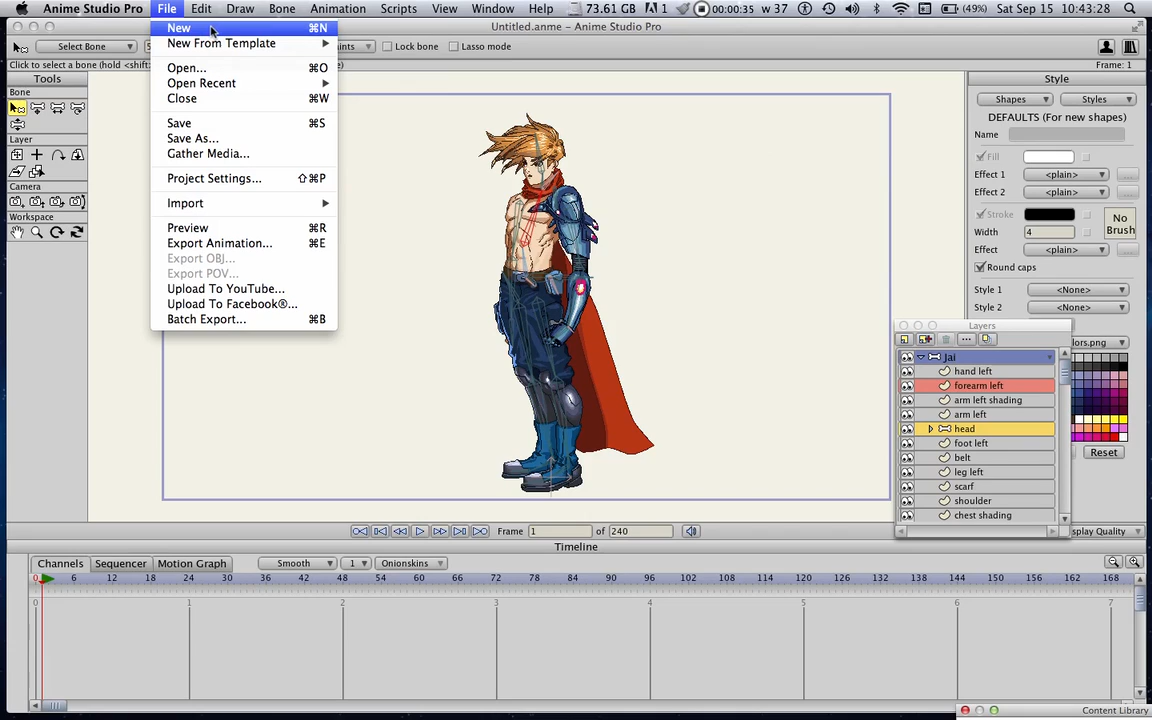 Anime Studio Pro File Edit Draw Bone Animation Scripts View Window Help 73.61 GB 1 00:00:35 w 37 (49%) Sat Sep 15 10:43:28
Untitled.anme – Anime Studio Pro
Select Bone Lock bone Lasso mode
Click to select a bone (hold <shift> Frame: 1
New ⌘N
New From Template
Open... ⌘O
Open Recent
Close ⌘W
Save ⌘S
Save As...
Gather Media...
Project Settings... ⇧⌘P
Import
Preview ⌘R
Export Animation... ⌘E
Export OBJ...
Export POV...
Upload To YouTube...
Upload To Facebook®...
Batch Export... ⌘B
Tools
Bone
Layer
Camera
Workspace
Style
Shapes Styles
DEFAULTS (For new shapes)
Name
Fill
Effect 1 <plain> ...
Effect 2 <plain> ...
Stroke
Width 4
No Brush
Effect <plain> ...
Round caps
Style 1 <None>
Style 2 <None>
lors.png
Reset
Layers
Jai
hand left
forearm left
arm left shading
arm left
head
foot left
belt
leg left
scarf
shoulder
chest shading
Frame 1 of 240 splay Quality
Timeline
Channels Sequencer Motion Graph Smooth 1 Onionskins
0 6 12 18 24 30 36 42 48 54 60 66 72 78 84 90 96 102 108 114 120 126 132 138 144 150 156 162 168
0 1 2 3 4 5 6 7
Content Library